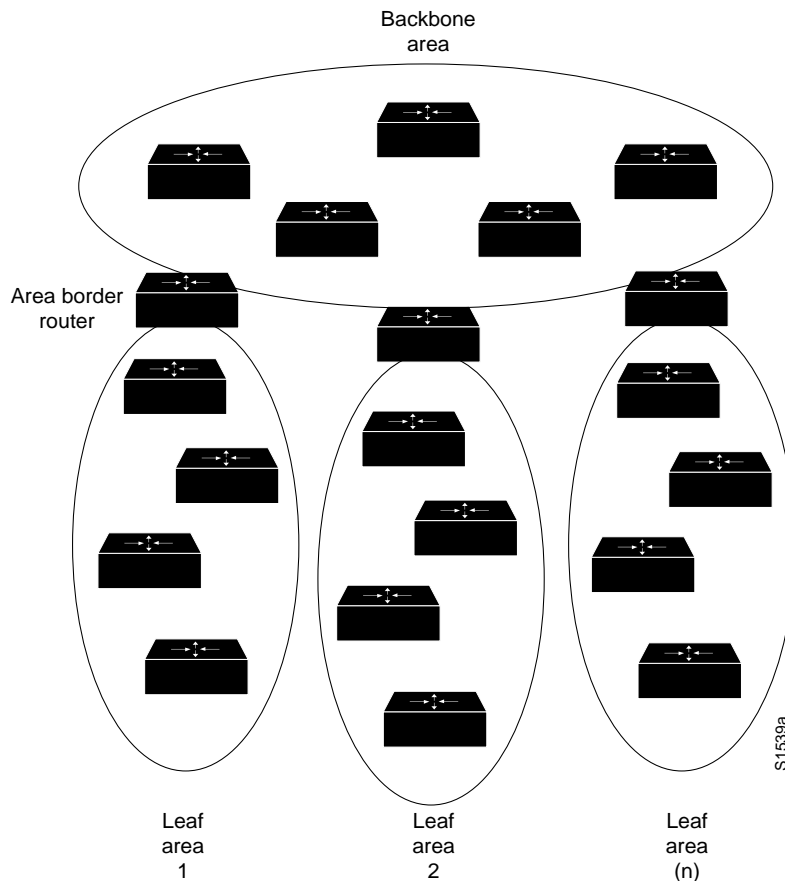 Backbone
area
Area border
router
Leaf
area
1
Leaf
area
2
Leaf
area
(n)
S1539a